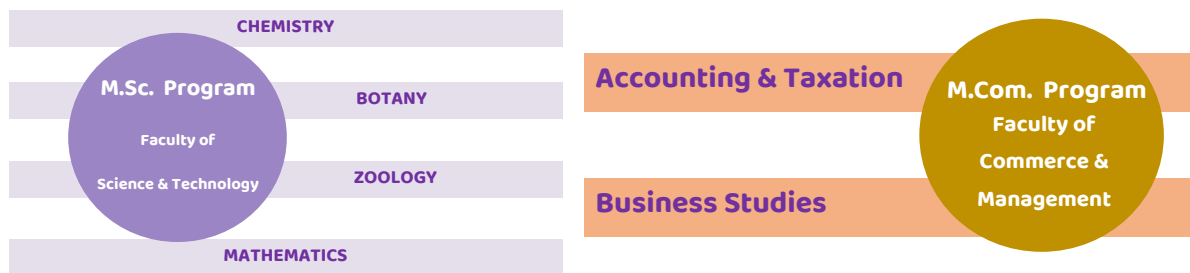 CHEMISTRY
M.Sc. Program
BOTANY
Faculty of
Science & Technology
ZOOLOGY
MATHEMATICS
Accounting & Taxation
M.Com. Program
Faculty of
Commerce &
Management
Business Studies